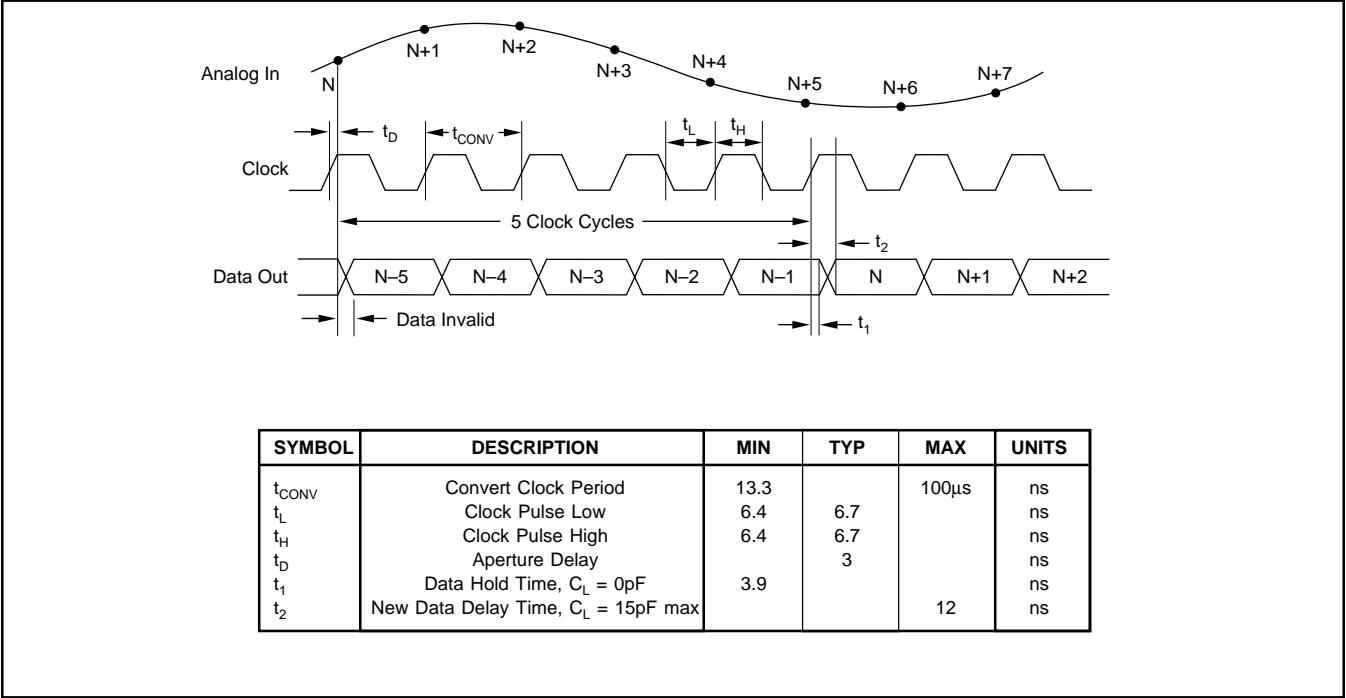 N+1
N+2
N+3
N+4
N+5
N+6
N+7
Analog In
N
tD
tCONV
tL
tH
Clock
5 Clock Cycles
t2
Data Out
N–5
N–4
N–3
N–2
N–1
N
N+1
N+2
Data Invalid
t1
SYMBOL DESCRIPTION MIN TYP MAX UNITS
tCONV Convert Clock Period 13.3 100μs ns
tL Clock Pulse Low 6.4 6.7 ns
tH Clock Pulse High 6.4 6.7 ns
tD Aperture Delay 3 ns
t1 Data Hold Time, CL = 0pF 3.9 ns
t2 New Data Delay Time, CL = 15pF max 12 ns